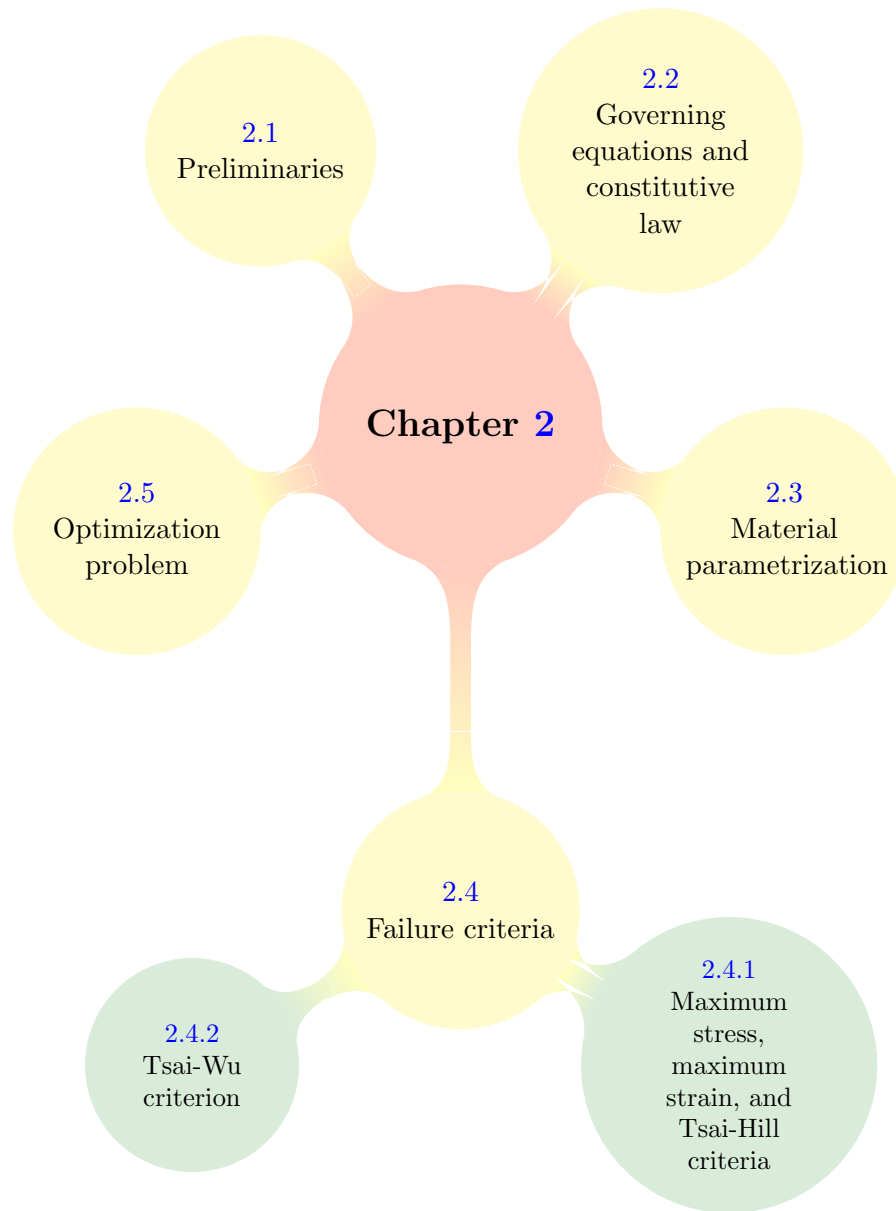 2.1
Preliminaries
2.2
Governing
equations and
constitutive
law
Chapter 2
2.5
Optimization
problem
2.3
Material
parametrization
2.4
Failure criteria
2.4.2
Tsai-Wu
criterion
2.4.1
Maximum
stress,
maximum
strain, and
Tsai-Hill
criteria